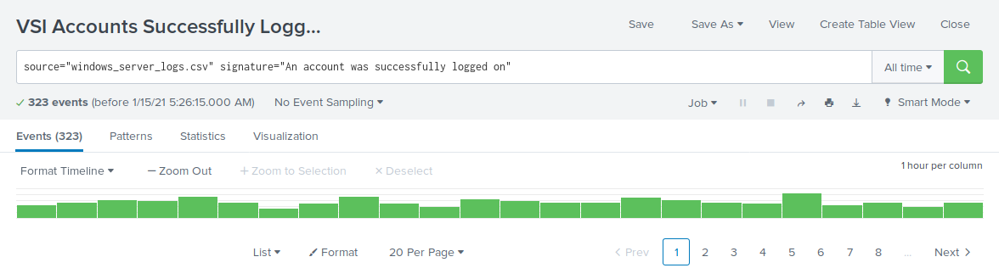 VSI Accounts Successfully Logg...
Save Save As View Create Table View Close
source="windows_server_logs.csv" signature="An account was successfully logged on"
All time
323 events (before 1/15/21 5:26:15.000 AM) No Event Sampling
Job Smart Mode
Events (323) Patterns Statistics Visualization
Format Timeline Zoom Out Zoom to Selection Deselect
1 hour per column
List Format 20 Per Page
Prev 1 2 3 4 5 6 7 8 ... Next